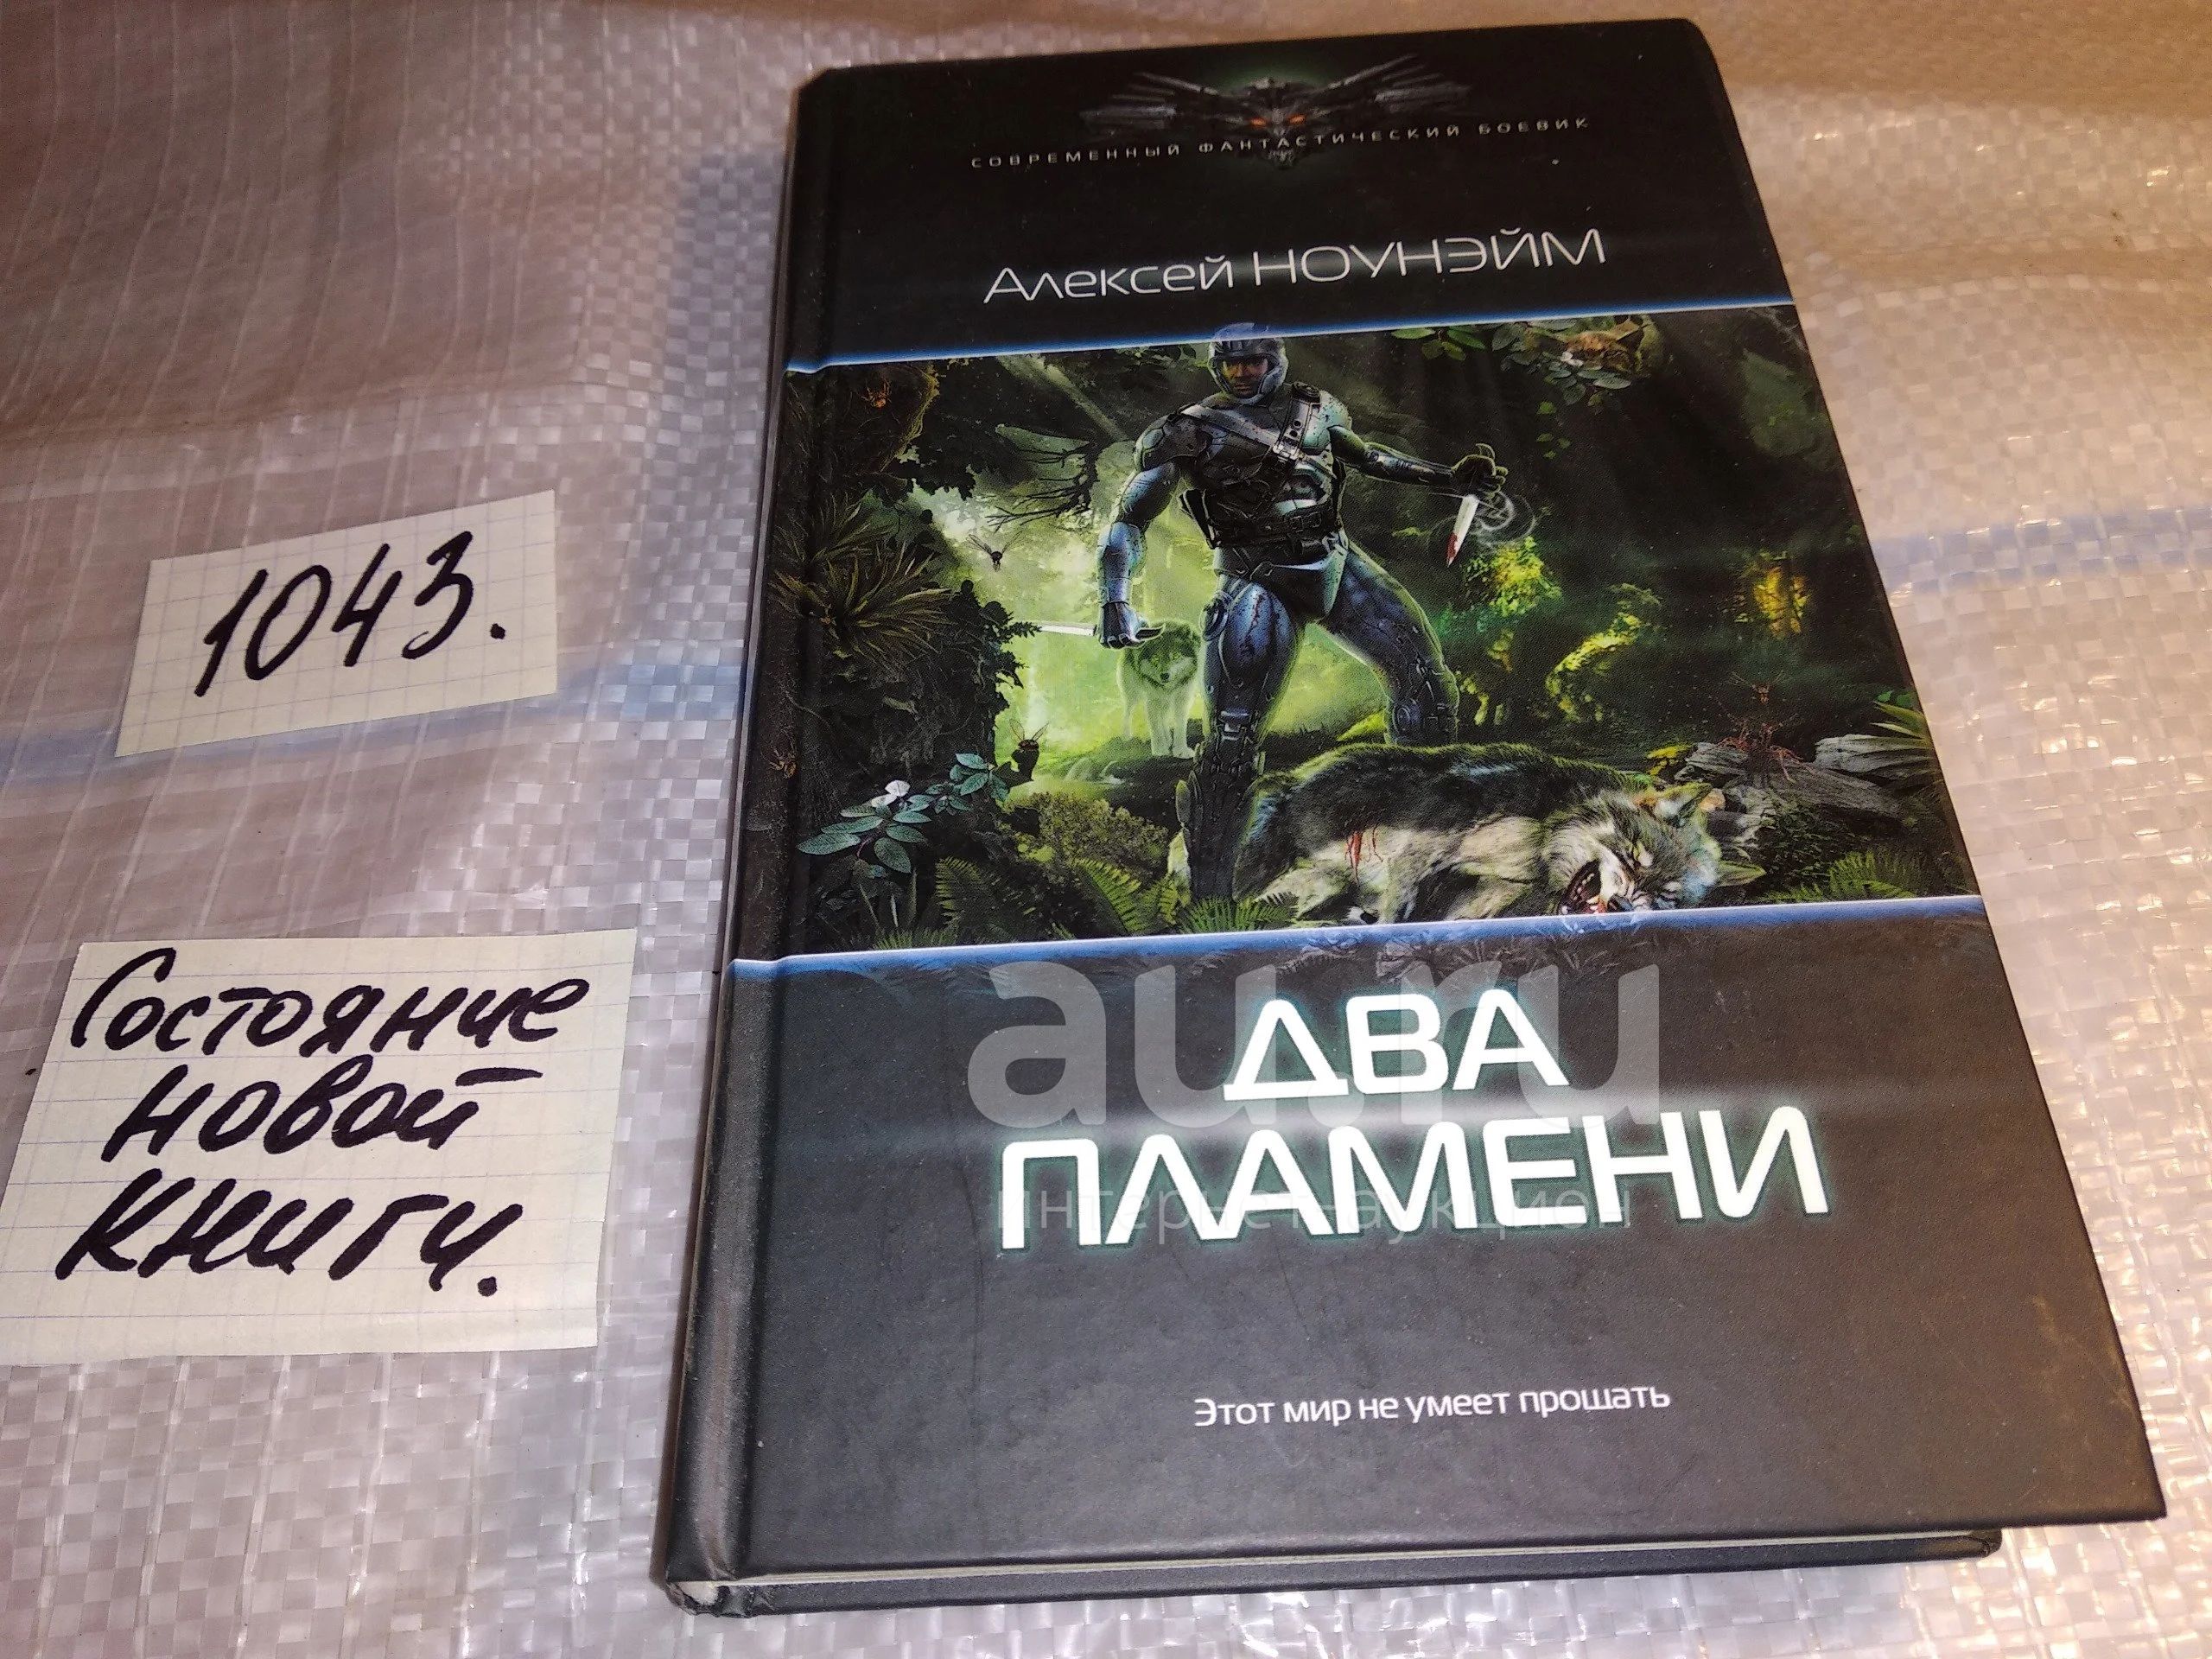 СОВРЕМЕННЫЙ ФАНТАСТИЧЕСКИЙ БОЕВИК
Алексей НОУНЭЙМ
1043.
Состояние
новой
книги.
au.ru
интернет-аукцион
ДВА
ПЛАМЕНИ
Этот мир не умеет прощать